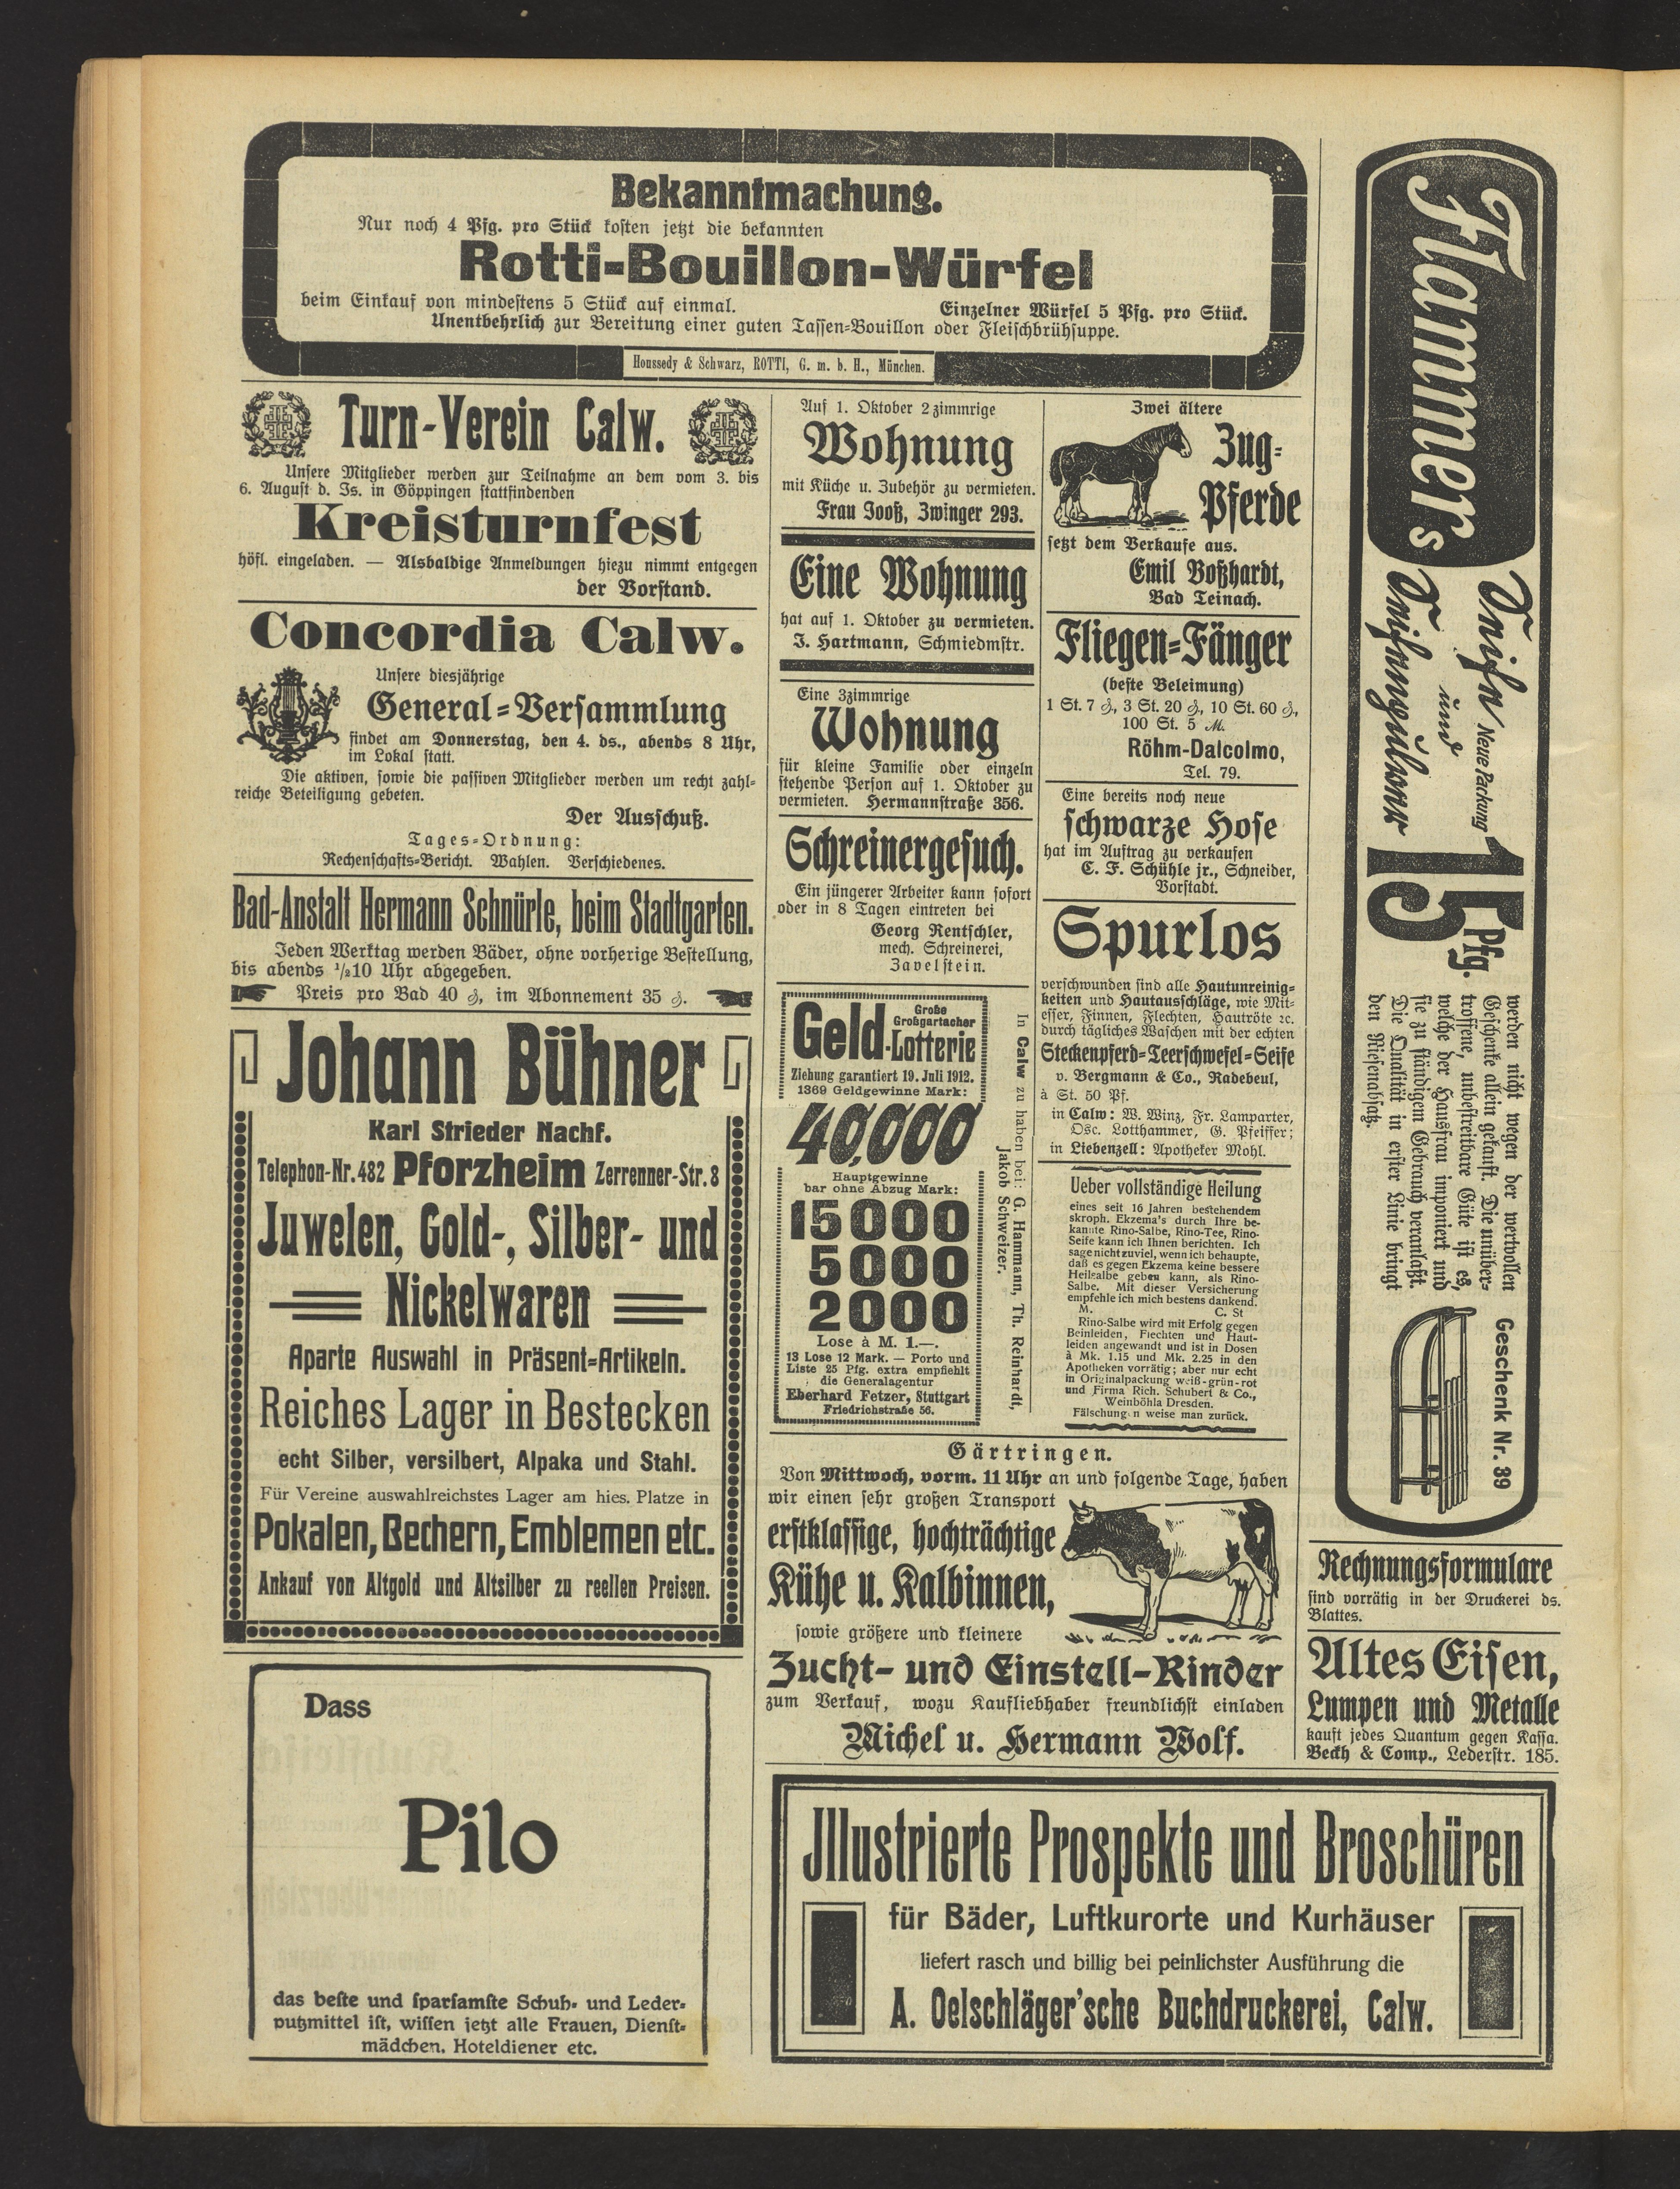 Bekanntmachung.
Nur noch 4 Pfg. pro Stück kosten jetzt die bekannten
Rotti-Bouillon-Würfel
beim Einkauf von mindestens 5 Stück auf einmal. Einzelner Würfel 5 Pfg. pro Stück.
Unentbehrlich zur Bereitung einer guten Tassen-Bouillon oder Fleischbrühsuppe.
Houssedy & Schwarz, ROTTI, G. m. b. H., München.
Turn-Verein Calw.
Unsere Mitglieder werden zur Teilnahme an dem vom 3. bis
6. August d. Js. in Göppingen stattfindenden
Kreisturnfest
höfl. eingeladen. — Alsbaldige Anmeldungen hiezu nimmt entgegen
der Vorstand.
Concordia Calw.
Unsere diesjährige
General-Versammlung
findet am Donnerstag, den 4. ds., abends 8 Uhr,
im Lokal statt.
Die aktiven, sowie die passiven Mitglieder werden um recht zahl-
reiche Beteiligung gebeten.
Der Ausschuß.
Tages-Ordnung:
Rechenschafts-Bericht. Wahlen. Verschiedenes.
Bad-Anstalt Hermann Schnürle, beim Stadtgarten.
Jeden Werktag werden Bäder, ohne vorherige Bestellung,
bis abends 1/210 Uhr abgegeben.
Preis pro Bad 40 ₰, im Abonnement 35 ₰.
Johann Bühner
Karl Strieder Nachf.
Telephon-Nr. 482 Pforzheim Zerrenner-Str. 8
Juwelen, Gold-, Silber- und
Nickelwaren
Aparte Auswahl in Präsent-Artikeln.
Reiches Lager in Bestecken
echt Silber, versilbert, Alpaka und Stahl.
Für Vereine auswahlreichstes Lager am hies. Platze in
Pokalen, Bechern, Emblemen etc.
Ankauf von Altgold und Altsilber zu reellen Preisen.
Dass
Pilo
das beste und sparsamste Schuh- und Leder-
putzmittel ist, wissen jetzt alle Frauen, Dienst-
mädchen, Hoteldiener etc.
Auf 1. Oktober 2zimmrige
Wohnung
mit Küche u. Zubehör zu vermieten.
Frau Jooß, Zwinger 293.
Eine Wohnung
hat auf 1. Oktober zu vermieten.
J. Hartmann, Schmiedmstr.
Eine 3zimmrige
Wohnung
für kleine Familie oder einzeln
stehende Person auf 1. Oktober zu
vermieten. Hermannstraße 356.
Schreinergesuch.
Ein jüngerer Arbeiter kann sofort
oder in 8 Tagen eintreten bei
Georg Rentschler,
mech. Schreinerei,
Zavelstein.
Große
Großgartacher
Geld-Lotterie
Ziehung garantiert 19. Juli 1912.
1369 Geldgewinne Mark:
40,000
Hauptgewinne
bar ohne Abzug Mark:
15000
5000
2000
Lose à M. 1.—.
13 Lose 12 Mark. — Porto und
Liste 25 Pfg. extra empfiehlt
die Generalagentur
Eberhard Fetzer, Stuttgart
Friedrichstraße 56.
In Calw zu haben bei: G. Hammann, Th. Reinhardt,
Jakob Schweizer.
Zwei ältere
Zug-
Pferde
setzt dem Verkaufe aus.
Emil Boßhardt,
Bad Teinach.
Fliegen-Fänger
(beste Beleimung)
1 St. 7 ₰, 3 St. 20 ₰, 10 St. 60 ₰,
100 St. 5 M.
Röhm-Dalcolmo,
Tel. 79.
Eine bereits noch neue
schwarze Hose
hat im Auftrag zu verkaufen
C. F. Schühle jr., Schneider,
Vorstadt.
Spurlos
verschwunden sind alle Hautunreinig-
keiten und Hautausschläge, wie Mit-
esser, Finnen, Flechten, Hautröte ꝛc.
durch tägliches Waschen mit der echten
Steckenpferd-Teerschwefel-Seife
v. Bergmann & Co., Radebeul,
à St. 50 Pf.
in Calw: W. Winz, Fr. Lamparter,
Osc. Lotthammer, G. Pfeiffer;
in Liebenzell: Apotheker Mohl.
Ueber vollständige Heilung
eines seit 16 Jahren bestehendem
skroph. Ekzema's durch Ihre be-
kannte Rino-Salbe, Rino-Tee, Rino-
Seife kann ich Ihnen berichten. Ich
sage nicht zuviel, wenn ich behaupte,
daß es gegen Ekzema keine bessere
Heilsalbe geben kann, als Rino-
Salbe. Mit dieser Versicherung
empfehle ich mich bestens dankend.
M. C. St
Rino-Salbe wird mit Erfolg gegen
Beinleiden, Flechten und Haut-
leiden angewandt und ist in Dosen
à Mk. 1.15 und Mk. 2.25 in den
Apotheken vorrätig; aber nur echt
in Originalpackung weiß-grün-rot
und Firma Rich. Schubert & Co.,
Weinböhla Dresden.
Fälschungen weise man zurück.
Gärtringen.
Von Mittwoch, vorm. 11 Uhr an und folgende Tage, haben
wir einen sehr großen Transport
erstklassige, hochträchtige
Kühe u. Kalbinnen,
sowie größere und kleinere
Zucht- und Einstell-Rinder
zum Verkauf, wozu Kaufliebhaber freundlichst einladen
Michel u. Hermann Wolf.
Flammer's
Seife Neue Packung
und
Seifenpulver
15 Pfg.
werden nicht wegen der wertvollen
Geschenke allein gekauft. Die unüber-
troffene, unbestreitbare Güte ist es,
welche der Hausfrau imponiert und
sie zu ständigem Gebrauch veranlaßt.
Die Qualität in erster Linie bringt
den Riesenabsatz.
Geschenk Nr. 39
Rechnungsformulare
sind vorrätig in der Druckerei ds.
Blattes.
Altes Eisen,
Lumpen und Metalle
kauft jedes Quantum gegen Kassa.
Beckh & Comp., Lederstr. 185.
Jllustrierte Prospekte und Broschüren
für Bäder, Luftkurorte und Kurhäuser
liefert rasch und billig bei peinlichster Ausführung die
A. Oelschläger'sche Buchdruckerei, Calw.